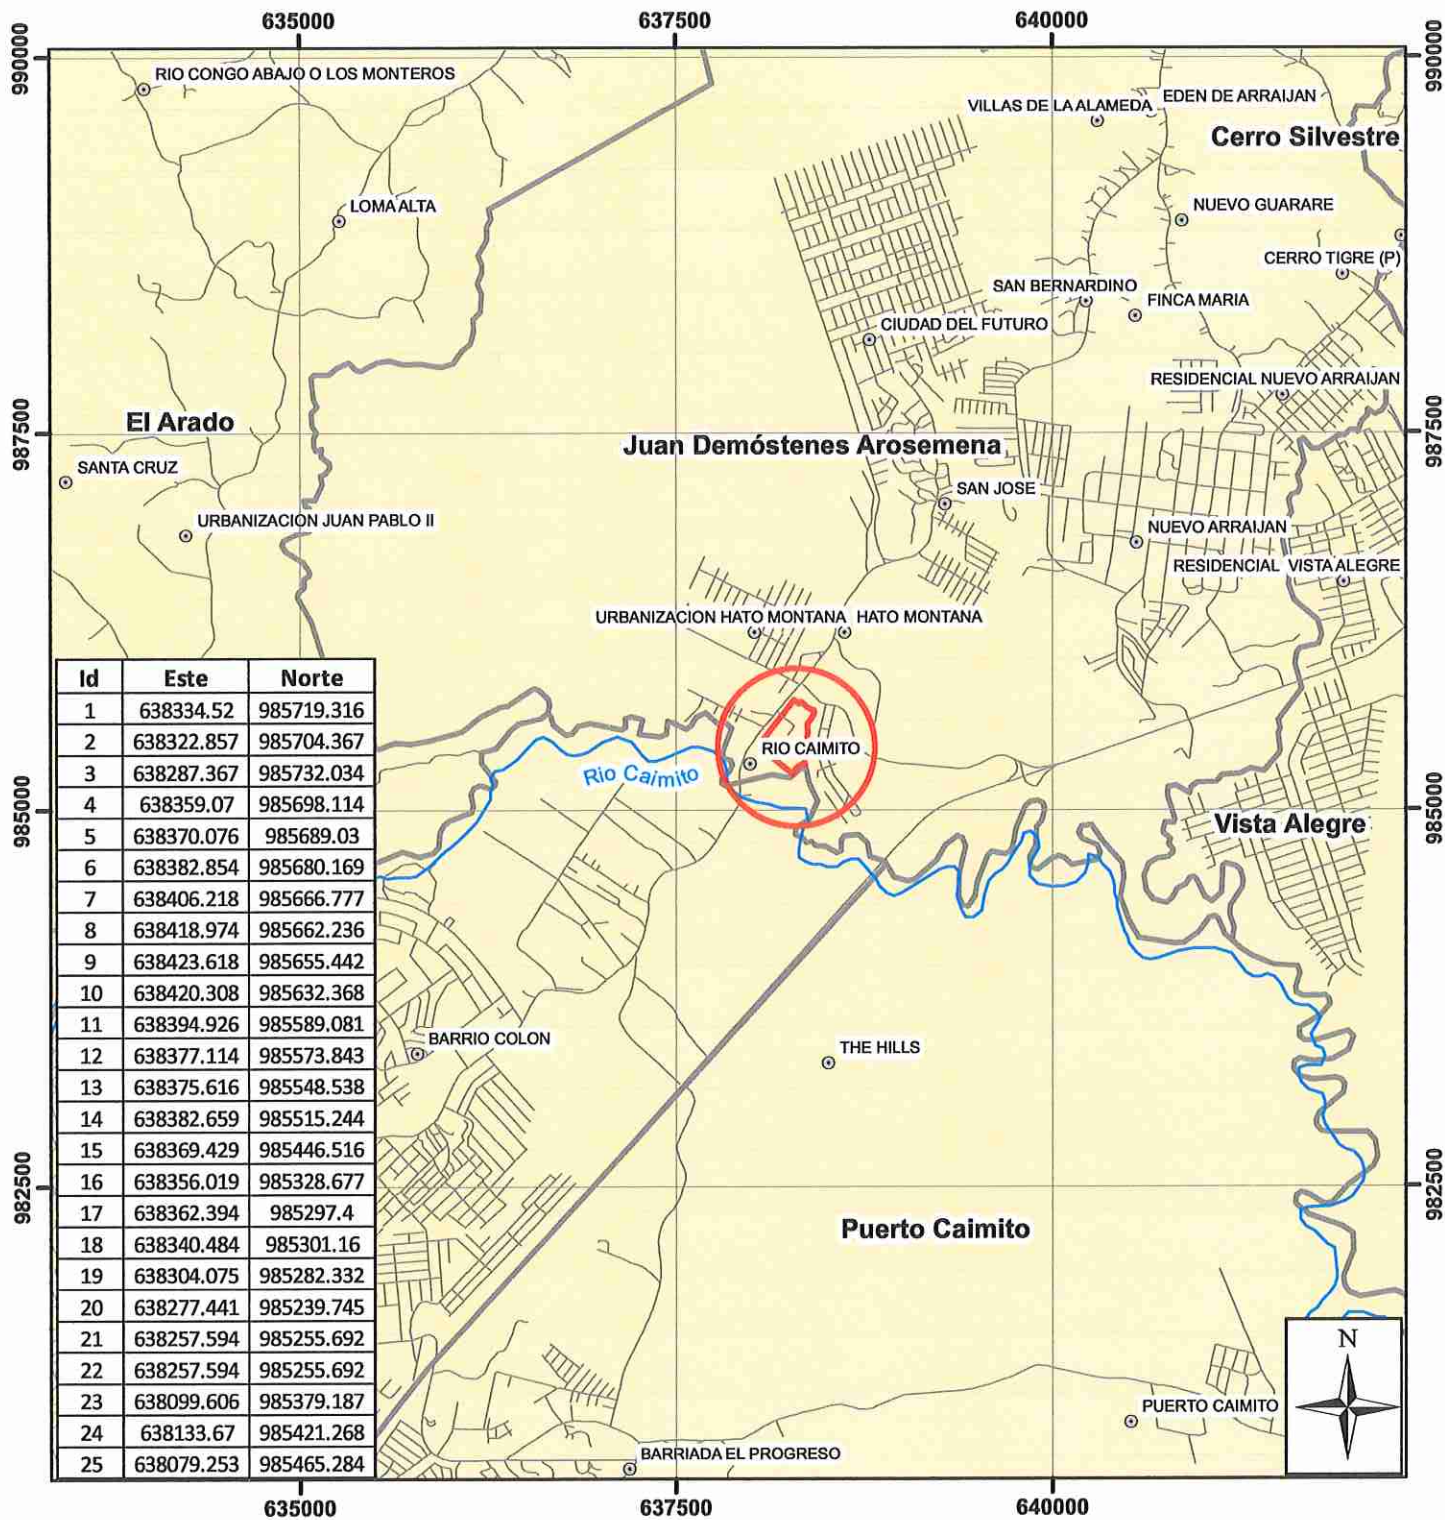 635000 637500 640000
990000 990000
RIO CONGO ABAJO O LOS MONTEROS
EDEN DE ARRAIJAN
VILLAS DE LA ALAMEDA
Cerro Silvestre
LOMA ALTA
NUEVO GUARARE
CERRO TIGRE (P)
SAN BERNARDINO
FINCA MARIA
CIUDAD DEL FUTURO
RESIDENCIAL NUEVO ARRAIJAN
El Arado
987500 987500
Juan Demóstenes Arosemena
SANTA CRUZ
SAN JOSE
URBANIZACION JUAN PABLO II
NUEVO ARRAIJAN
RESIDENCIAL VISTA ALEGRE
URBANIZACION HATO MONTANA HATO MONTANA
RIO CAIMITO
Rio Caimito
985000 985000
Vista Alegre
BARRIO COLON
THE HILLS
982500 982500
Puerto Caimito
PUERTO CAIMITO
BARRIADA EL PROGRESO
N
Id Este Norte
1 638334.52 985719.316
2 638322.857 985704.367
3 638287.367 985732.034
4 638359.07 985698.114
5 638370.076 985689.03
6 638382.854 985680.169
7 638406.218 985666.777
8 638418.974 985662.236
9 638423.618 985655.442
10 638420.308 985632.368
11 638394.926 985589.081
12 638377.114 985573.843
13 638375.616 985548.538
14 638382.659 985515.244
15 638369.429 985446.516
16 638356.019 985328.677
17 638362.394 985297.4
18 638340.484 985301.16
19 638304.075 985282.332
20 638277.441 985239.745
21 638257.594 985255.692
22 638257.594 985255.692
23 638099.606 985379.187
24 638133.67 985421.268
25 638079.253 985465.284
635000 637500 640000